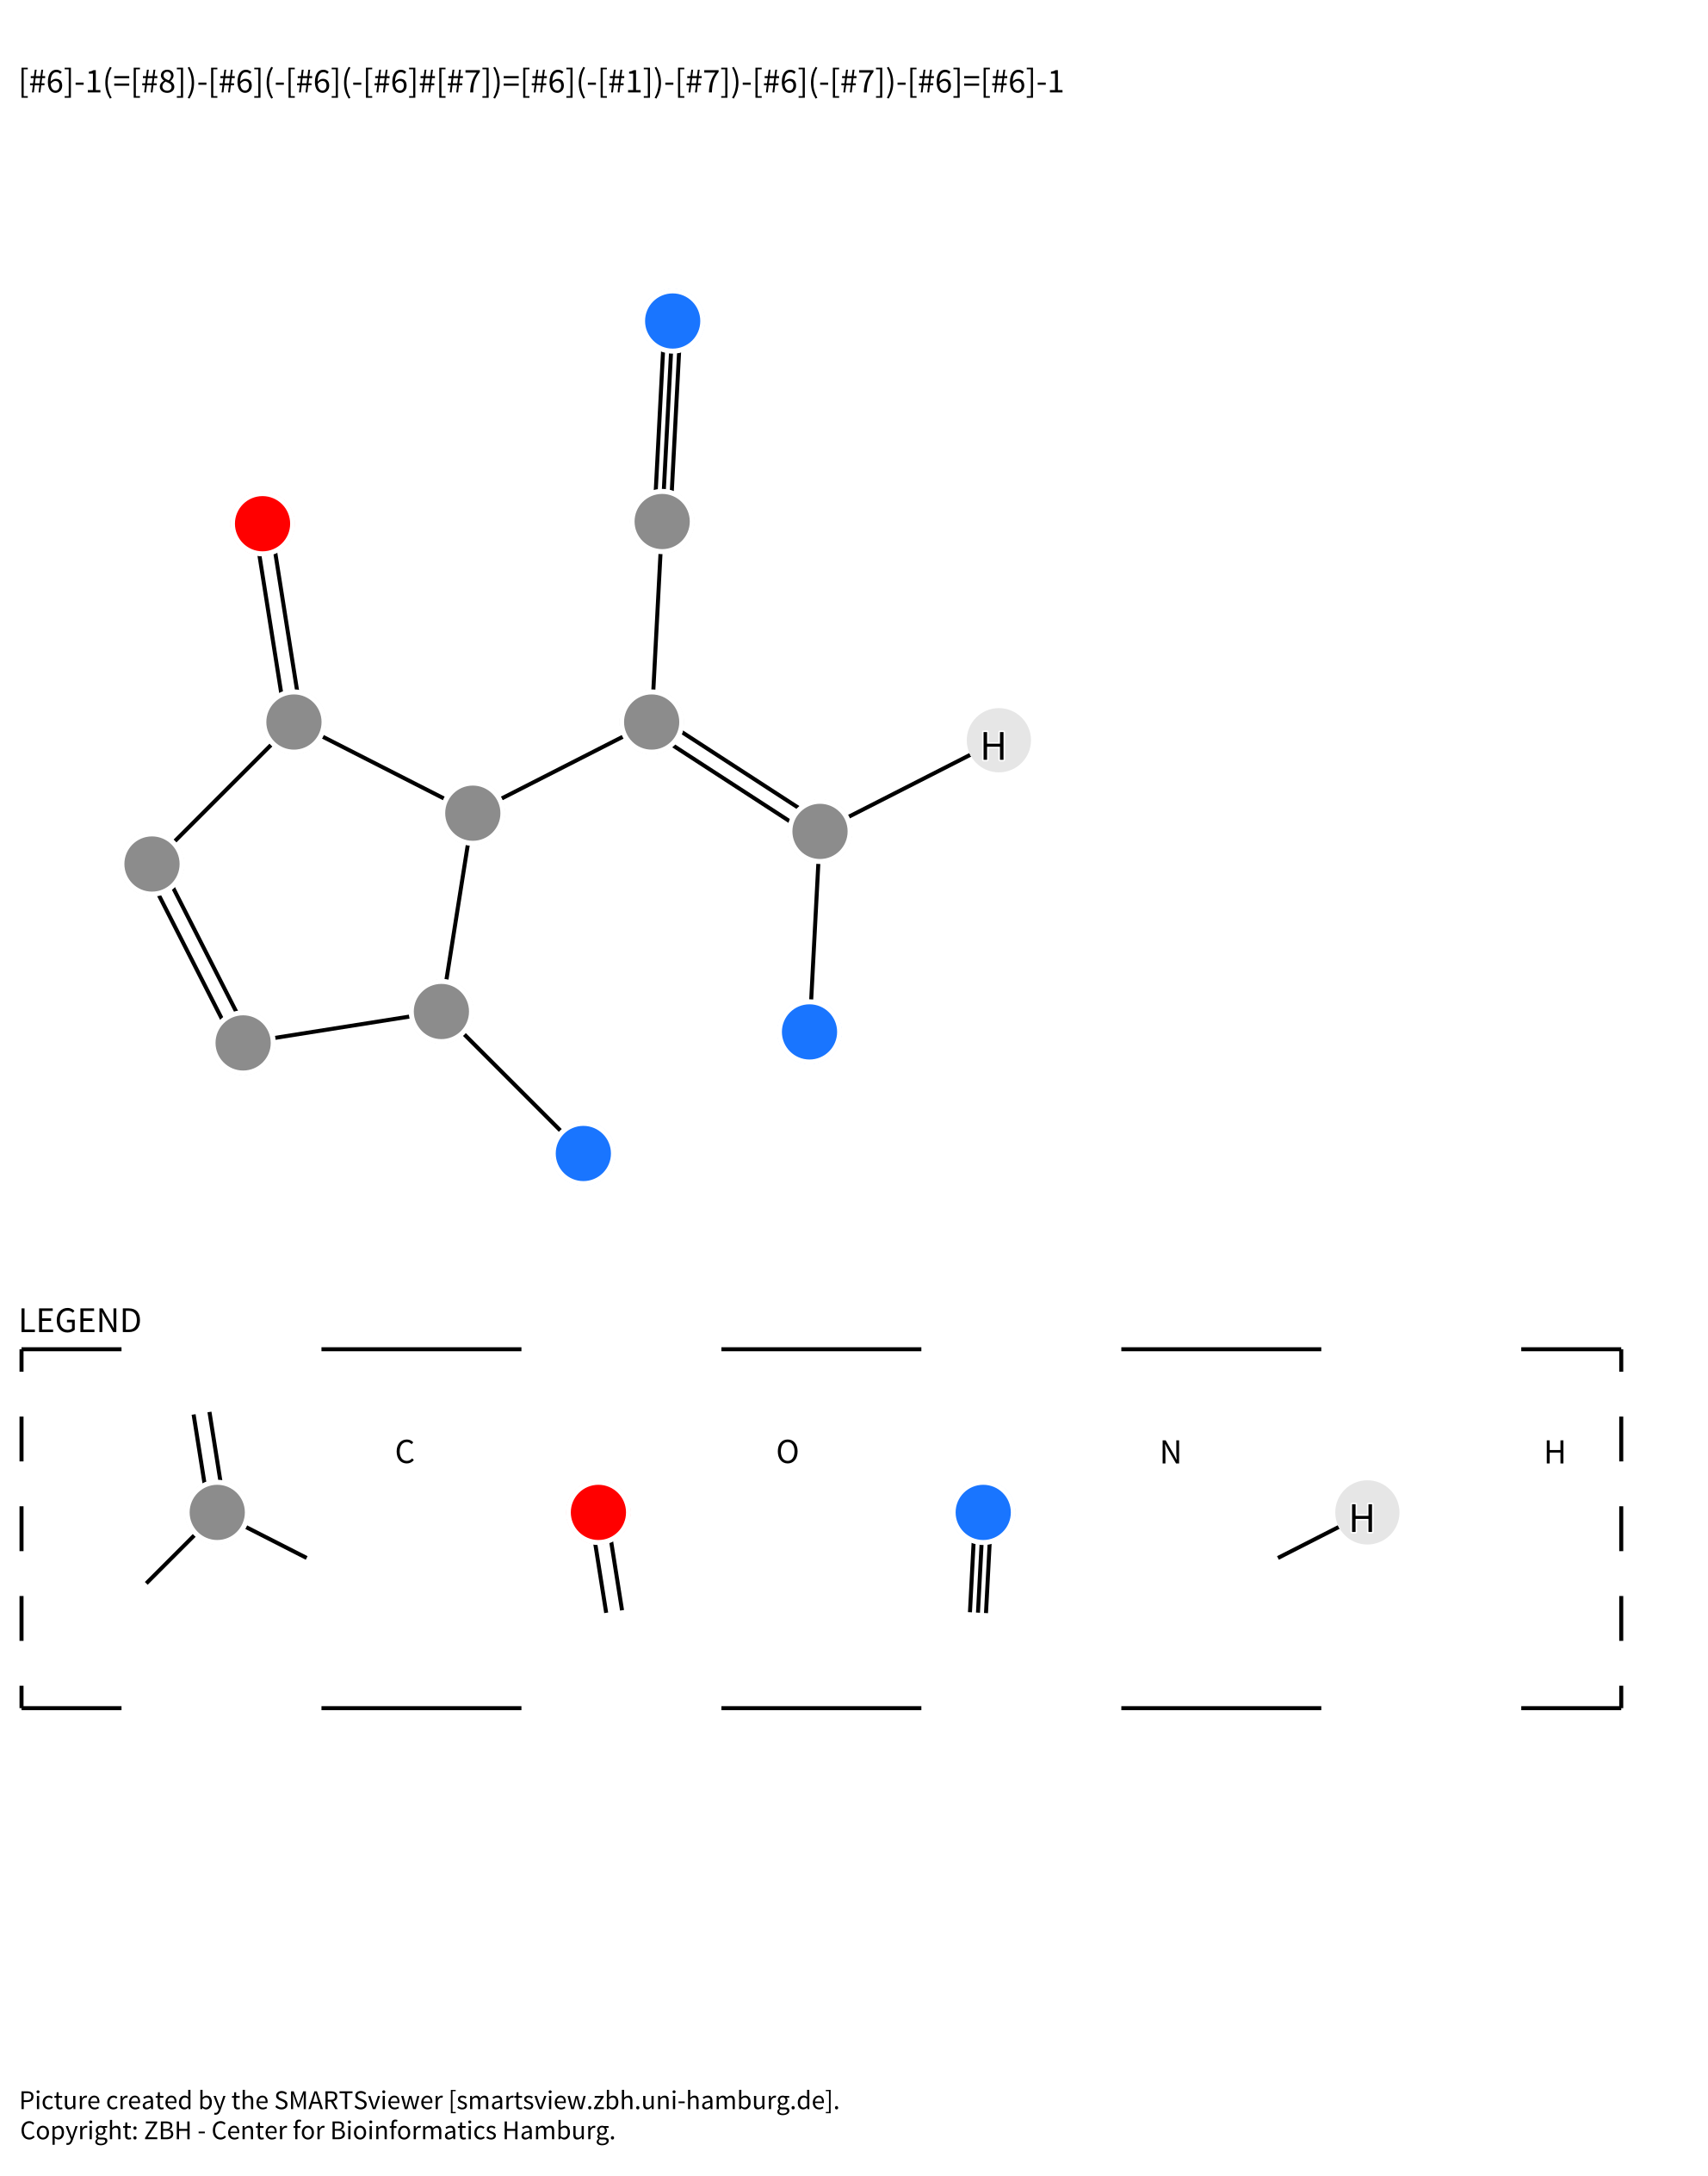 [#6]-1(=[#8])-[#6](-[#6](-[#6]#[#7])=[#6](-[#1])-[#7])-[#6](-[#7])-[#6]=[#6]-1
H
LEGEND
C O N H
H
Picture created by the SMARTSviewer [smartsview.zbh.uni-hamburg.de].
Copyright: ZBH - Center for Bioinformatics Hamburg.